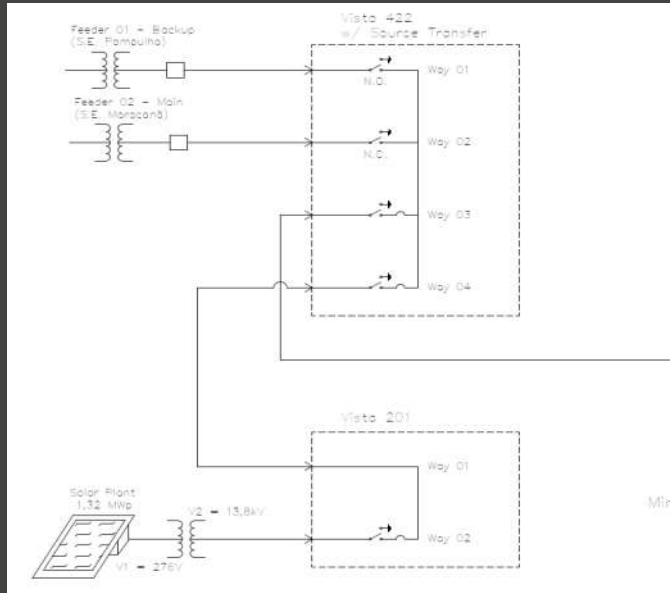 Vista 422
w/ Source Transfer
Feeder 01 - Backup
(S.E. Pampulha)
Way 01
N.O.
Feeder 02 - Main
(S.E. Maracanã)
Way 02
N.O.
Way 03
Way 04
Vista 201
Way 01
Solar Plant
1,32 MWp
V2 = 13,8kV
Way 02
V1 = 276V